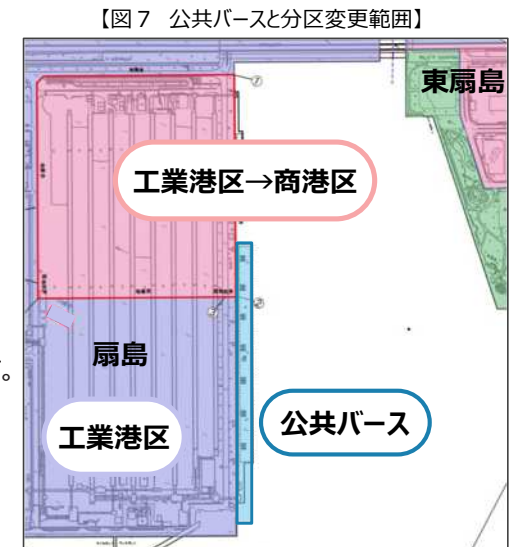 【図７ 公共バースと分区変更範囲】
東扇島
工業港区→商港区
扇島
。
公共バース
工業港区